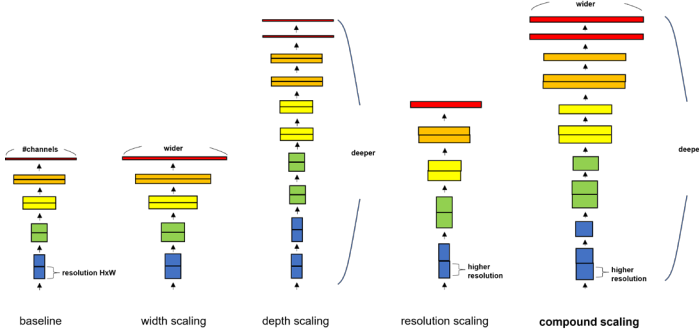 wider
#channels
wider
deeper
deepe
resolution HxW
higher
resolution
higher
resolution
baseline
width scaling
depth scaling
resolution scaling
compound scaling